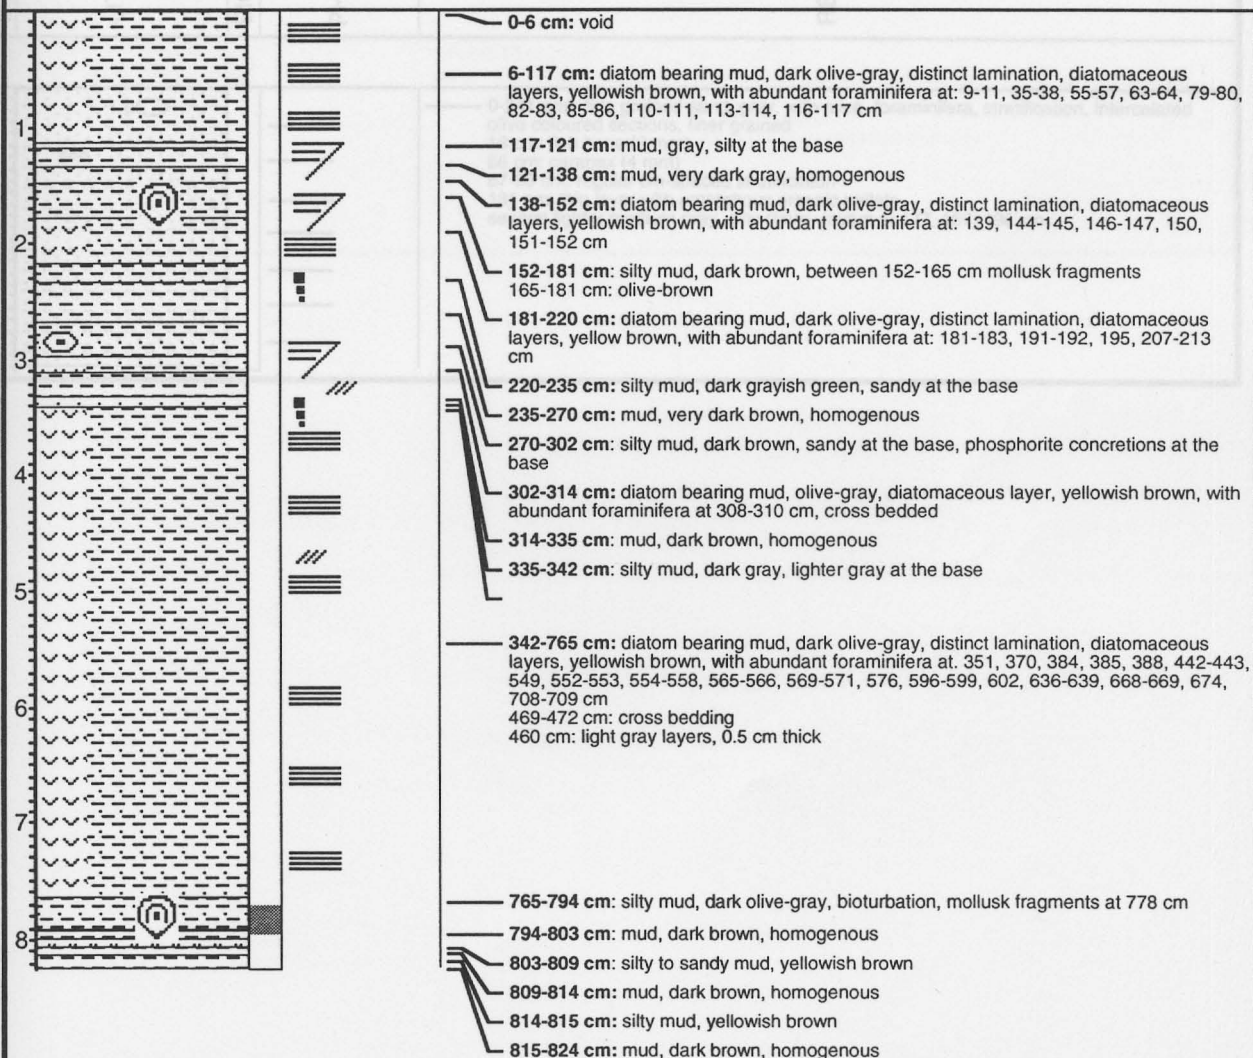 0-6 cm: void
6-117 cm: diatom bearing mud, dark olive-gray, distinct lamination, diatomaceous
layers, yellowish brown, with abundant foraminifera at: 9-11, 35-38, 55-57, 63-64, 79-80,
82-83, 85-86, 110-111, 113-114, 116-117 cm
1
117-121 cm: mud, gray, silty at the base
121-138 cm: mud, very dark gray, homogenous
138-152 cm: diatom bearing mud, dark olive-gray, distinct lamination, diatomaceous
layers, yellowish brown, with abundant foraminifera at: 139, 144-145, 146-147, 150,
151-152 cm
2
152-181 cm: silty mud, dark brown, between 152-165 cm mollusk fragments
165-181 cm: olive-brown
181-220 cm: diatom bearing mud, dark olive-gray, distinct lamination, diatomaceous
layers, yellow brown, with abundant foraminifera at: 181-183, 191-192, 195, 207-213
cm
3
220-235 cm: silty mud, dark grayish green, sandy at the base
235-270 cm: mud, very dark brown, homogenous
270-302 cm: silty mud, dark brown, sandy at the base, phosphorite concretions at the
base
4
302-314 cm: diatom bearing mud, olive-gray, diatomaceous layer, yellowish brown, with
abundant foraminifera at 308-310 cm, cross bedded
314-335 cm: mud, dark brown, homogenous
335-342 cm: silty mud, dark gray, lighter gray at the base
5
342-765 cm: diatom bearing mud, dark olive-gray, distinct lamination, diatomaceous
layers, yellowish brown, with abundant foraminifera at. 351, 370, 384, 385, 388, 442-443,
549, 552-553, 554-558, 565-566, 569-571, 576, 596-599, 602, 636-639, 668-669, 674,
708-709 cm
6
469-472 cm: cross bedding
460 cm: light gray layers, 0.5 cm thick
7
765-794 cm: silty mud, dark olive-gray, bioturbation, mollusk fragments at 778 cm
8
794-803 cm: mud, dark brown, homogenous
803-809 cm: silty to sandy mud, yellowish brown
809-814 cm: mud, dark brown, homogenous
814-815 cm: silty mud, yellowish brown
815-824 cm: mud, dark brown, homogenous